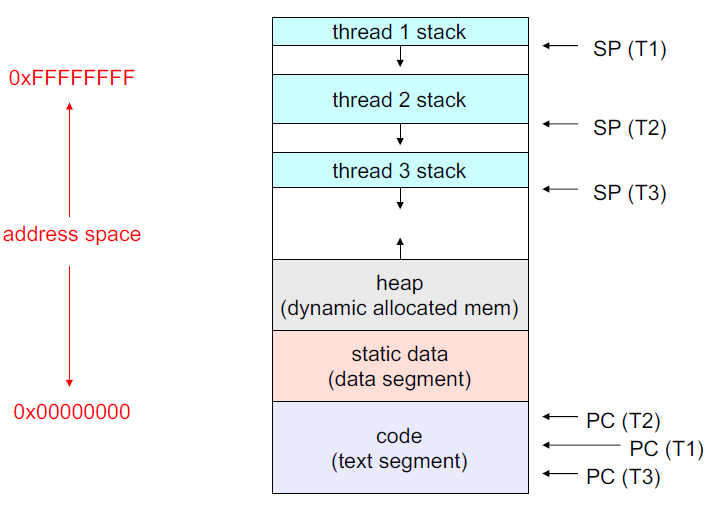 thread 1 stack
SP (T1)
0xFFFFFFFF
thread 2 stack
SP (T2)
thread 3 stack
SP (T3)
address space
heap
(dynamic allocated mem)
static data
(data segment)
0x00000000
code
(text segment)
PC (T2)
PC (T1)
PC (T3)